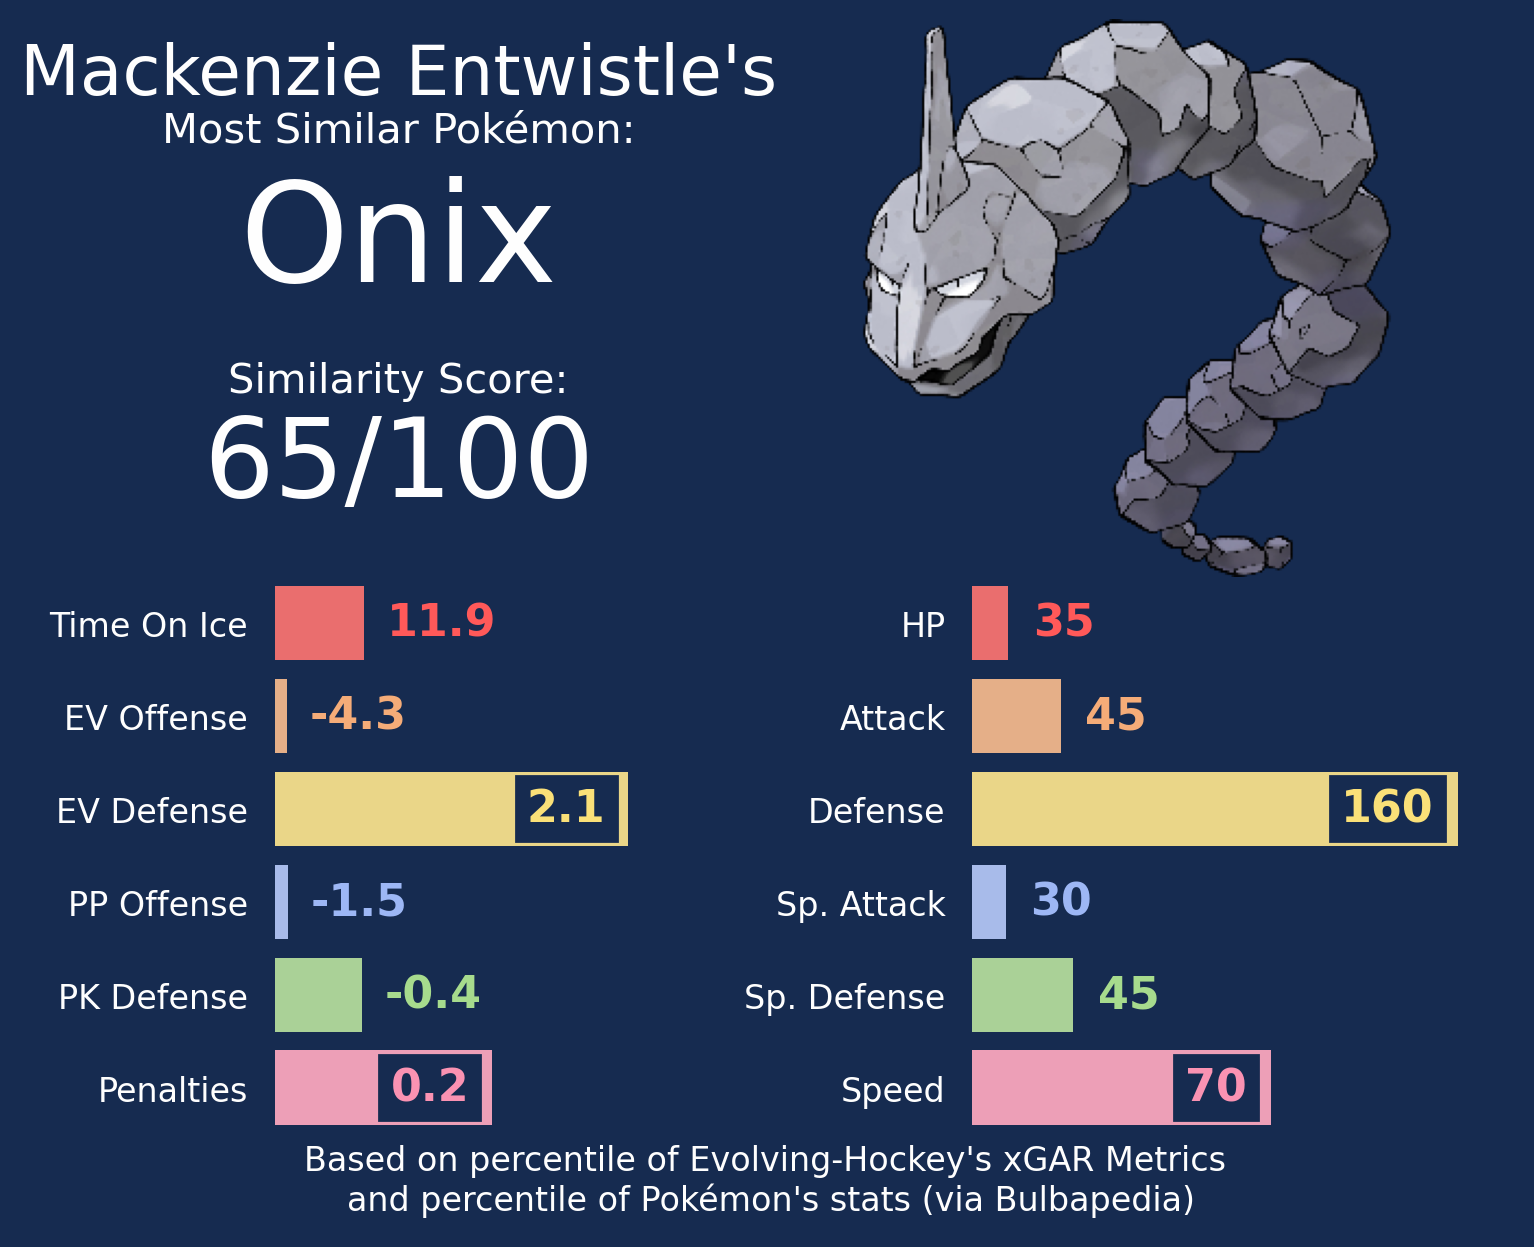 Mackenzie Entwistle's
Most Similar Pokémon:
Onix
Similarity Score:
65/100
Time On Ice 11.9
EV Offense -4.3
EV Defense 2.1
PP Offense -1.5
PK Defense -0.4
Penalties 0.2
HP 35
Attack 45
Defense 160
Sp. Attack 30
Sp. Defense 45
Speed 70
Based on percentile of Evolving-Hockey's xGAR Metrics
and percentile of Pokémon's stats (via Bulbapedia)